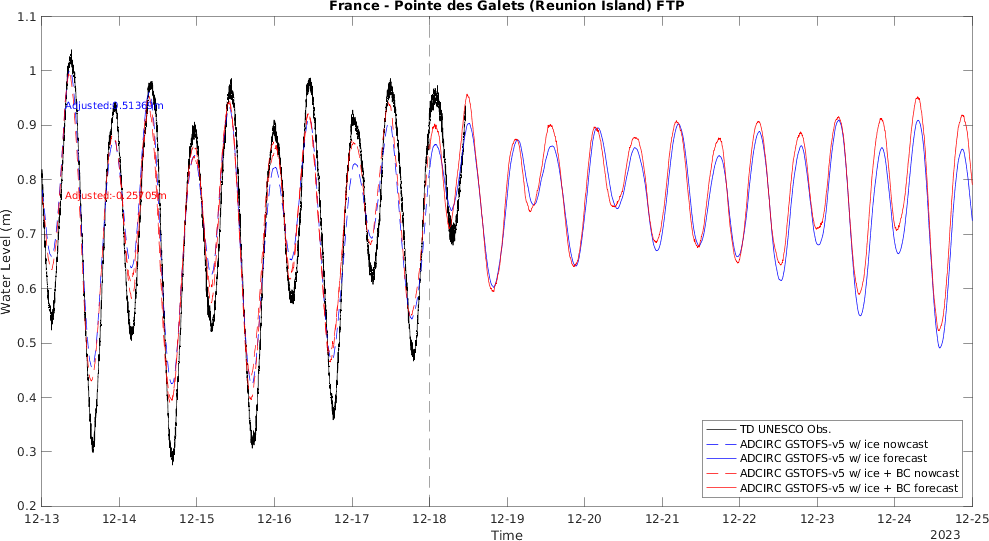 France - Pointe des Galets (Reunion Island) FTP
1.1
1
0.9
0.8
0.7
0.6
0.5
0.4
0.3
0.2
Water Level (m)
Adjusted:-0.25705m
TD UNESCO Obs.
ADCIRC GSTOFS-v5 w/ ice nowcast
ADCIRC GSTOFS-v5 w/ ice forecast
ADCIRC GSTOFS-v5 w/ ice + BC nowcast
ADCIRC GSTOFS-v5 w/ ice + BC forecast
12-13 12-14 12-15 12-16 12-17 12-18 12-19 12-20 12-21 12-22 12-23 12-24 12-25
Time
2023